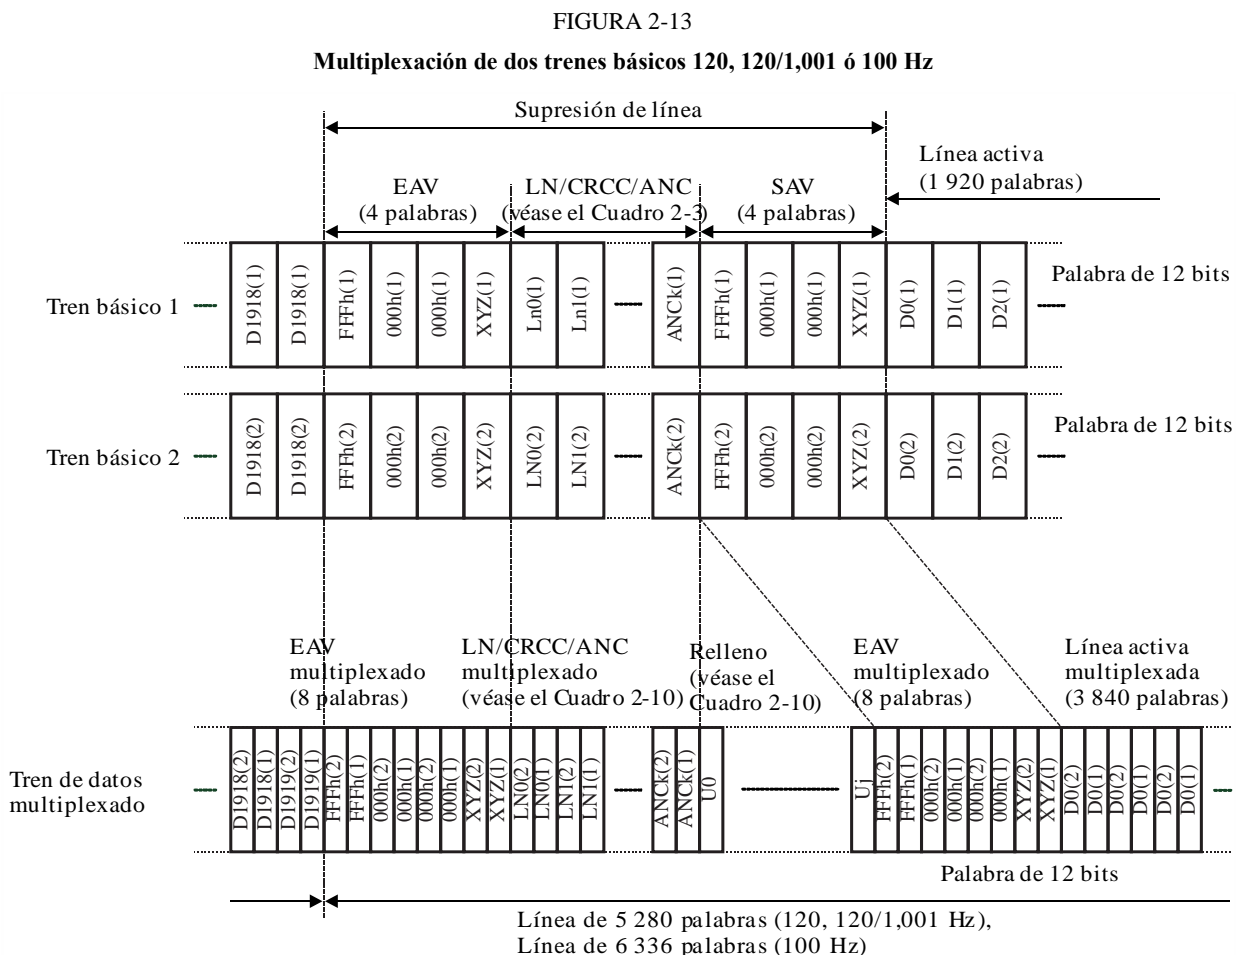 FIGURA 2-13
Multiplexación de dos trenes básicos 120, 120/1,001 ó 100 Hz
Supresión de línea
Línea activa
(1 920 palabras)
EAV
(4 palabras)
LN/CRCC/ANC
(véase el Cuadro 2-3)
SAV
(4 palabras)
Tren básico 1
D1918(1)
D1918(1)
FFFh(1)
000h(1)
000h(1)
XYZ(1)
Ln0(1)
Ln1(1)
ANCk(1)
FFFh(1)
000h(1)
000h(1)
XYZ(1)
D0(1)
D1(1)
D2(1)
Palabra de 12 bits
Tren básico 2
D1918(2)
D1918(2)
FFFh(2)
000h(2)
000h(2)
XYZ(2)
LN0(2)
LN1(2)
ANCk(2)
FFFh(2)
000h(2)
000h(2)
XYZ(2)
D0(2)
D1(2)
D2(2)
Palabra de 12 bits
EAV
multiplexado
(8 palabras)
LN/CRCC/ANC
multiplexado
(véase el Cuadro 2-10)
Relleno
(véase el
Cuadro 2-10)
EAV
multiplexado
(8 palabras)
Línea activa
multiplexada
(3 840 palabras)
Tren de datos
multiplexado
D1918(2)
D1918(1)
D1919(2)
D1919(1)
FFFh(2)
FFFh(1)
000h(2)
000h(1)
000h(2)
000h(1)
XYZ(2)
XYZ(1)
LN0(2)
LN0(1)
LN1(2)
LN1(1)
ANCk(2)
ANCk(1)
U0
Uj
FFFh(2)
FFFh(1)
000h(2)
000h(1)
000h(2)
000h(1)
XYZ(2)
XYZ(1)
D0(2)
D0(1)
D0(2)
D0(1)
D0(2)
D0(1)
Palabra de 12 bits
Línea de 5 280 palabras (120, 120/1,001 Hz),
Línea de 6 336 palabras (100 Hz)